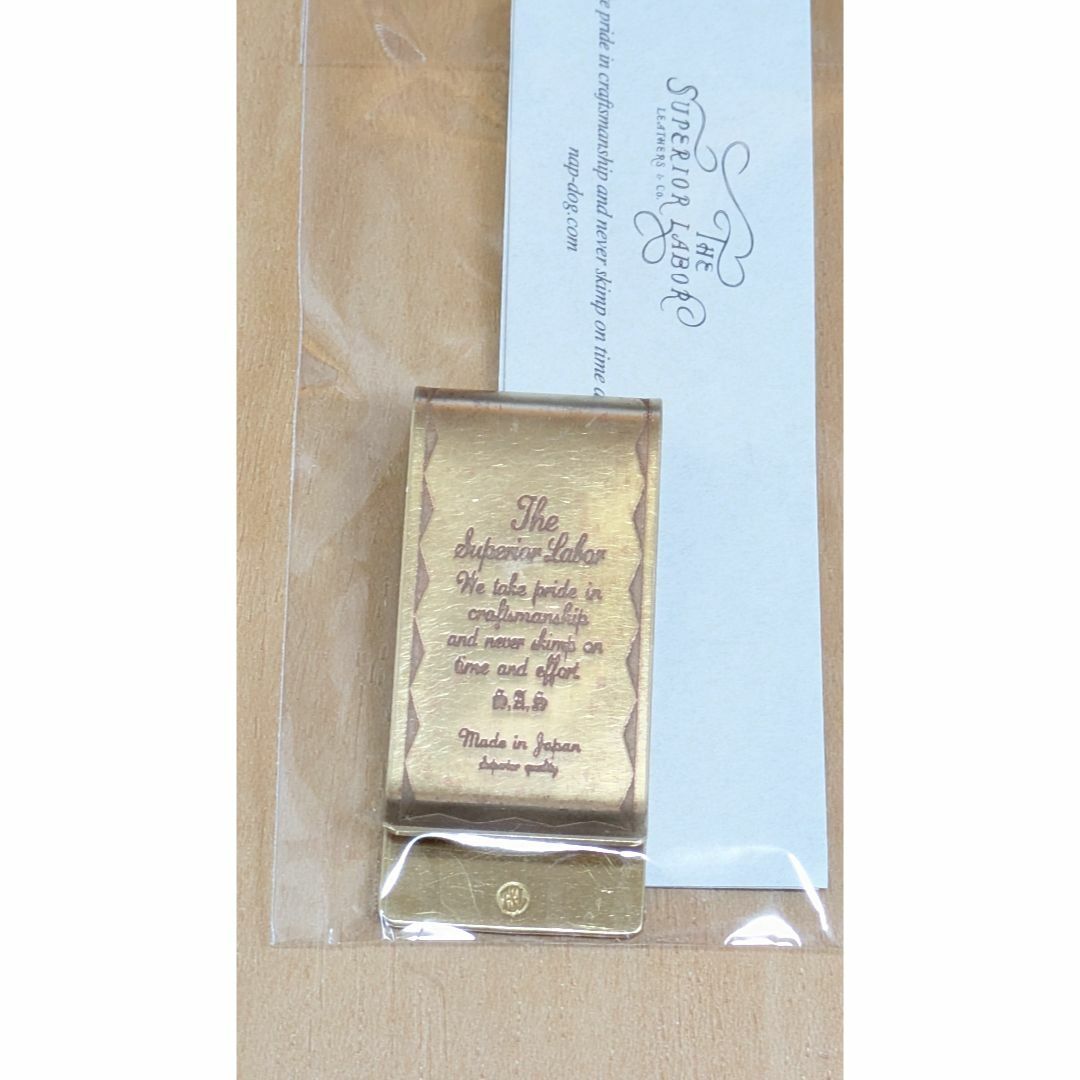 THE
SUPERIOR LABOR
LEATHERS & CO.
e pride in craftsmanship and never skimp on time a
nap-dog.com
The
Superior Labor
We take pride in
craftsmanship
and never skimp on
time and effort
Made in Japan
Superior quality